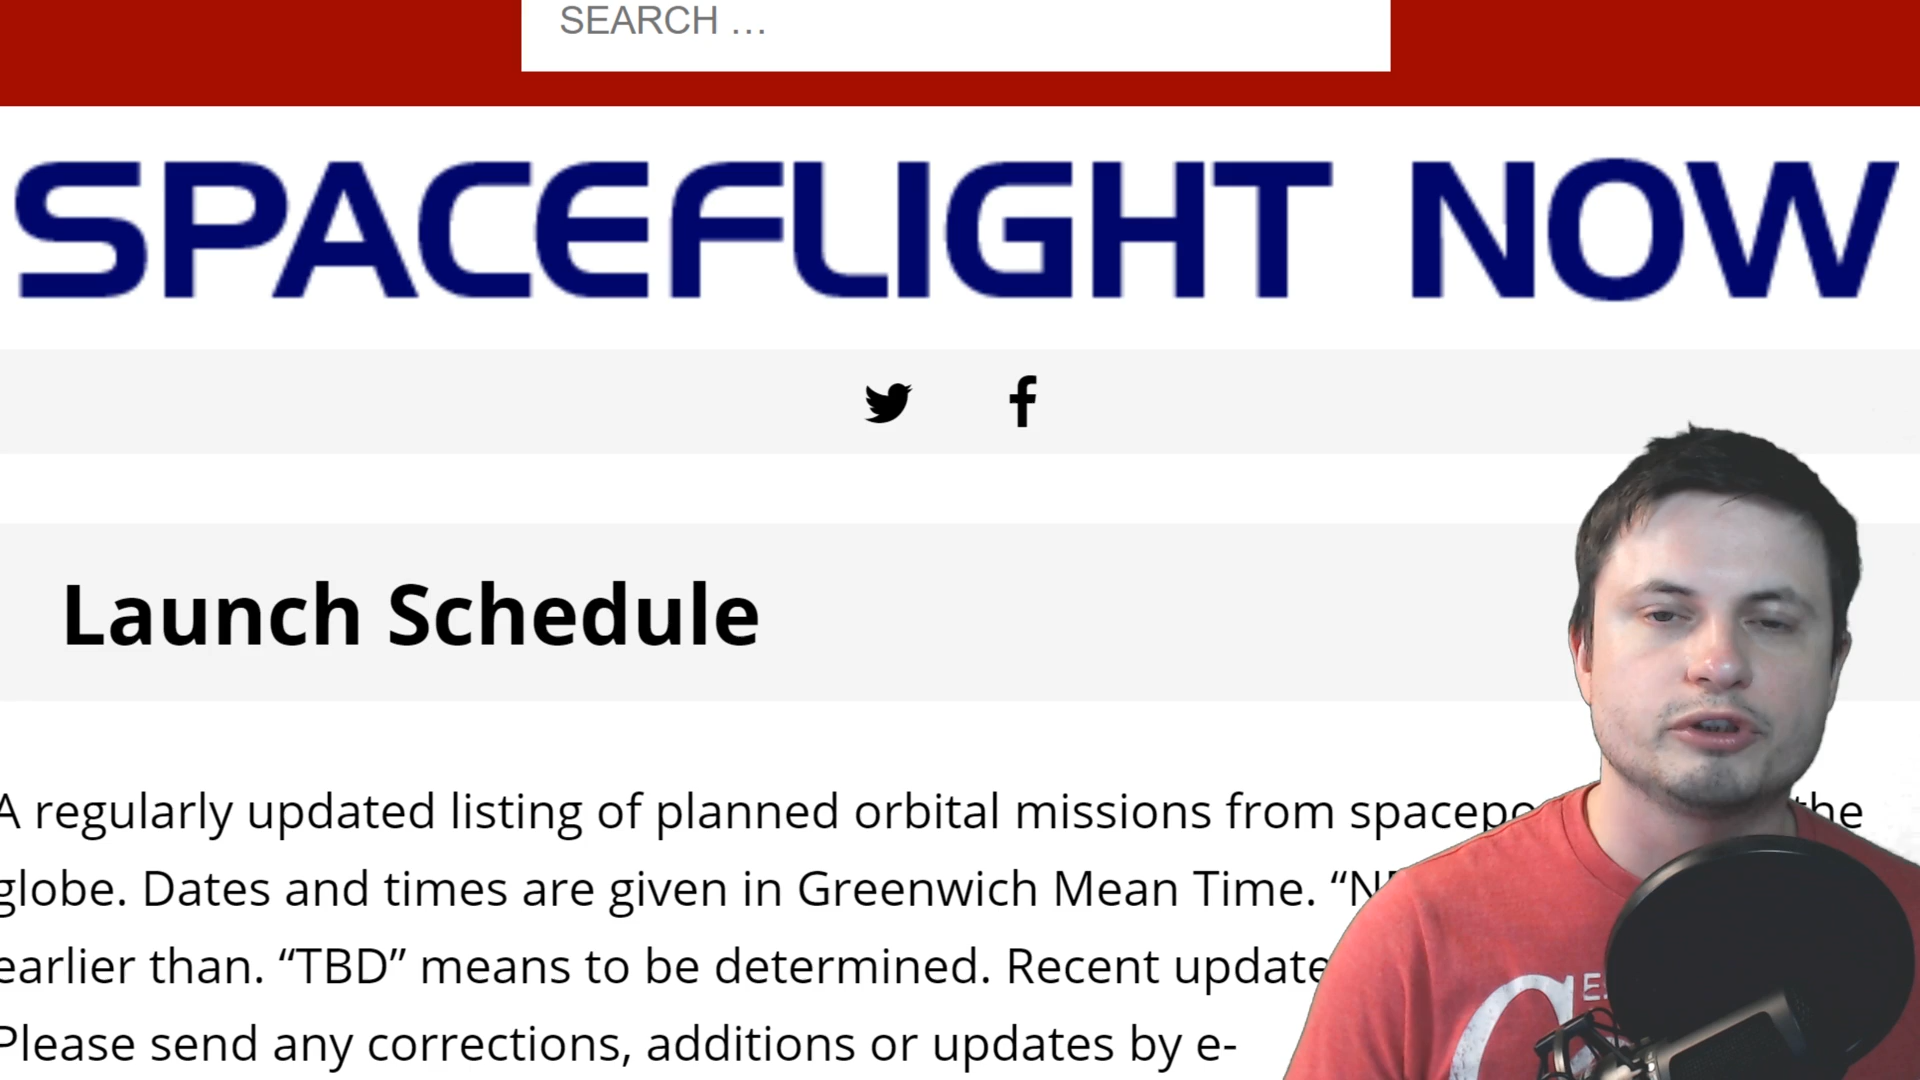 SEARCH …
SPACEFLIGHT NOW
Launch Schedule
A regularly updated listing of planned orbital missions from the
globe. Dates and times are given in Greenwich Mean Time.
earlier than. “TBD” means to be determined. Recent
Please send any corrections, additions or updates by e-